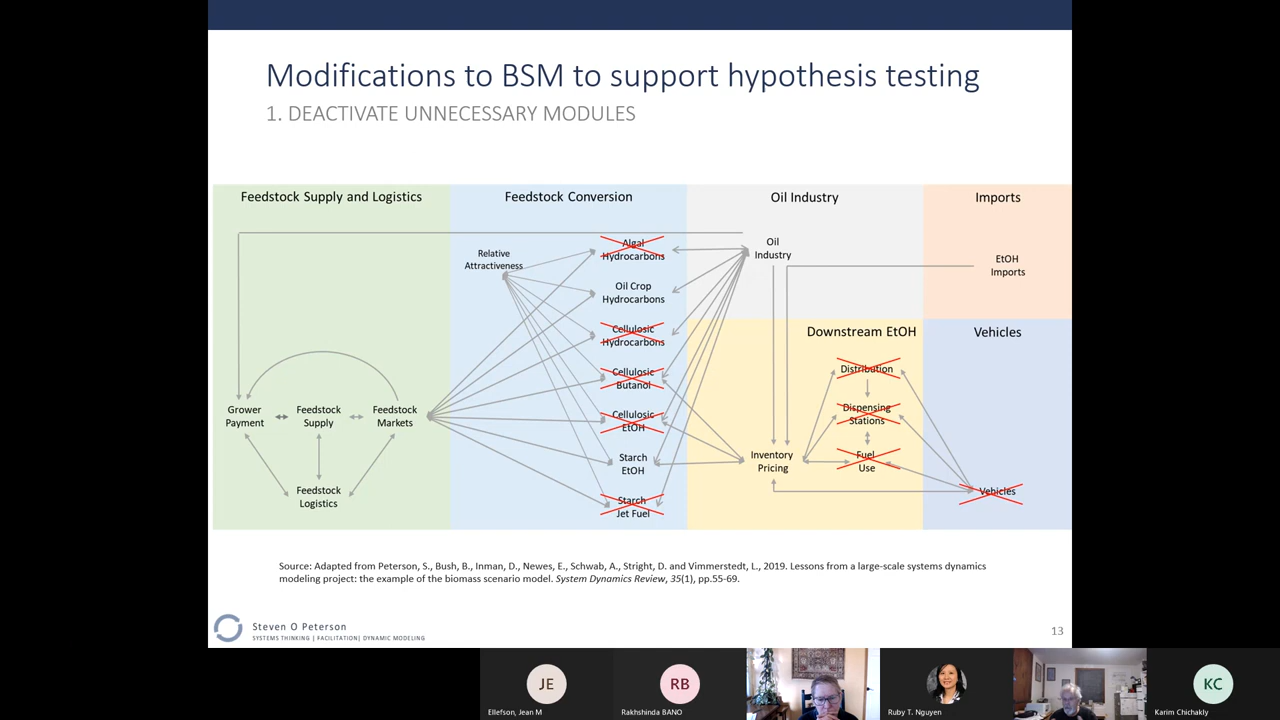 Modifications to BSM to support hypothesis testing
1. DEACTIVATE UNNECESSARY MODULES
Feedstock Supply and Logistics
Feedstock Conversion
Oil Industry
Imports
Relative
Attractiveness
Algal
Hydrocarbons
Oil Crop
Hydrocarbons
Cellulosic
Hydrocarbons
Cellulosic
Butanol
Cellulosic
EtOH
Starch
EtOH
Starch
Jet Fuel
Oil
Industry
EtOH
Imports
Downstream EtOH
Vehicles
Grower
Payment
Feedstock
Supply
Feedstock
Markets
Feedstock
Logistics
Inventory
Pricing
Distribution
Dispensing
Stations
Fuel
Use
Vehicles
Source: Adapted from Peterson, S., Bush, B., Inman, D., Newes, E., Schwab, A., Stright, D. and Vimmerstedt, L., 2019. Lessons from a large-scale systems dynamics
modeling project: the example of the biomass scenario model. System Dynamics Review, 35(1), pp.55-69.
Steven O Peterson
SYSTEMS THINKING | FACILITATION| DYNAMIC MODELING
13
JE
RB
KC
Ellefson, Jean M
Rakhshinda BANO
Ruby T. Nguyen
Karim Chichakly